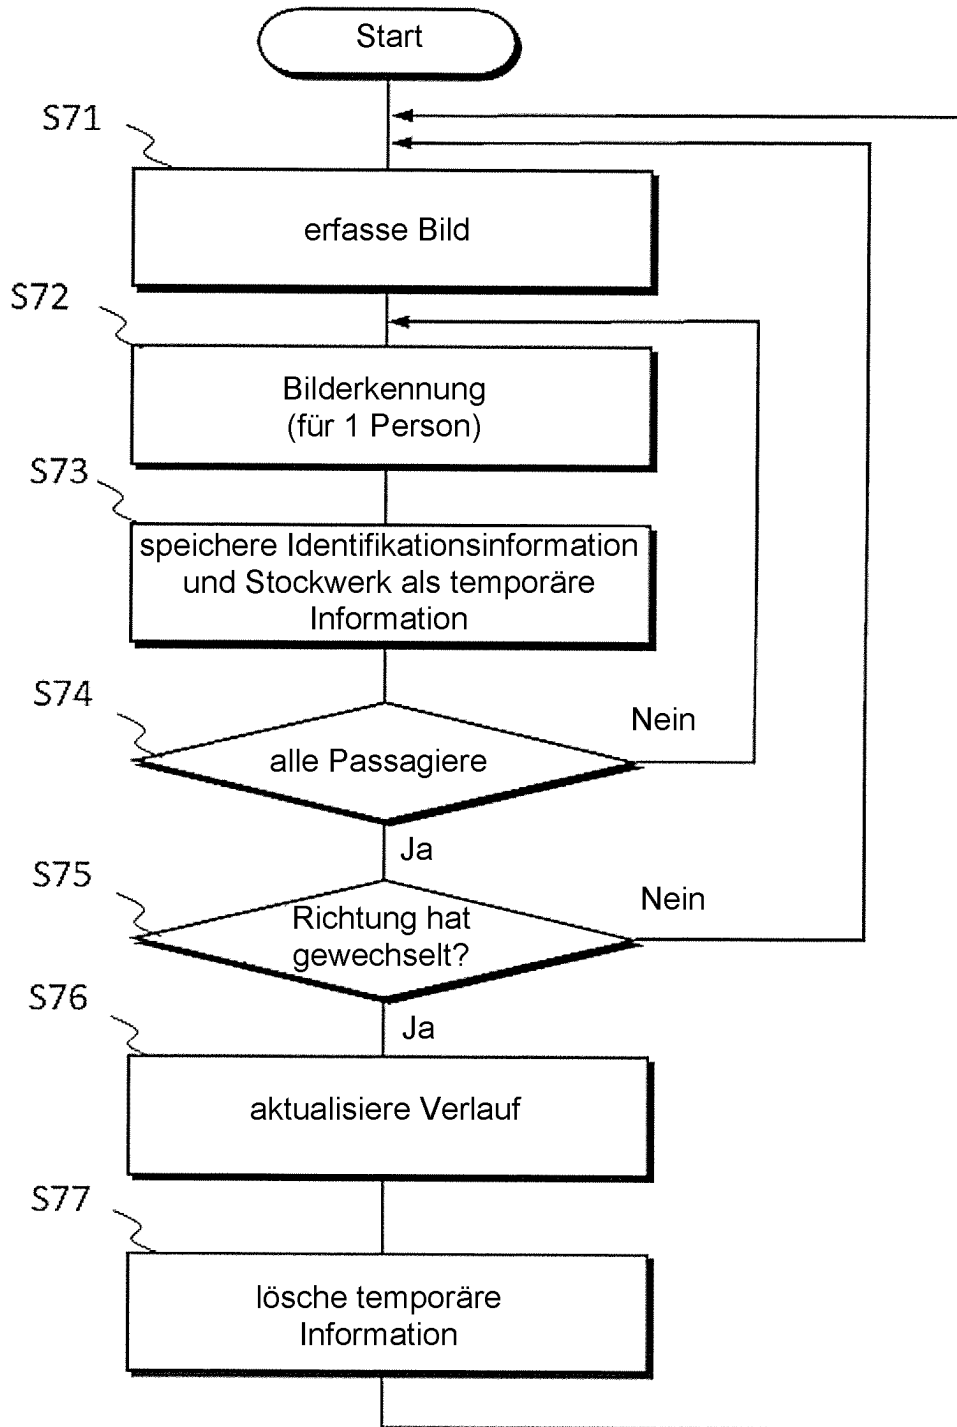 Start
S71
erfasse Bild
S72
Bilderkennung
(für 1 Person)
S73
speichere Identifikationsinformation
und Stockwerk als temporäre
Information
S74
Nein
alle Passagiere
Ja
S75
Nein
Richtung hat
gewechselt?
S76
Ja
aktualisiere Verlauf
S77
lösche temporäre
Information